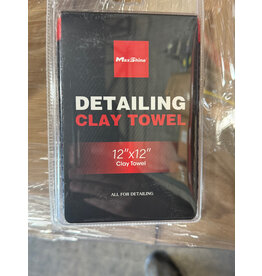 MaxShine
DETAILING
CLAY TOWEL
12"x12"
Clay Towel
ALL FOR DETAILING